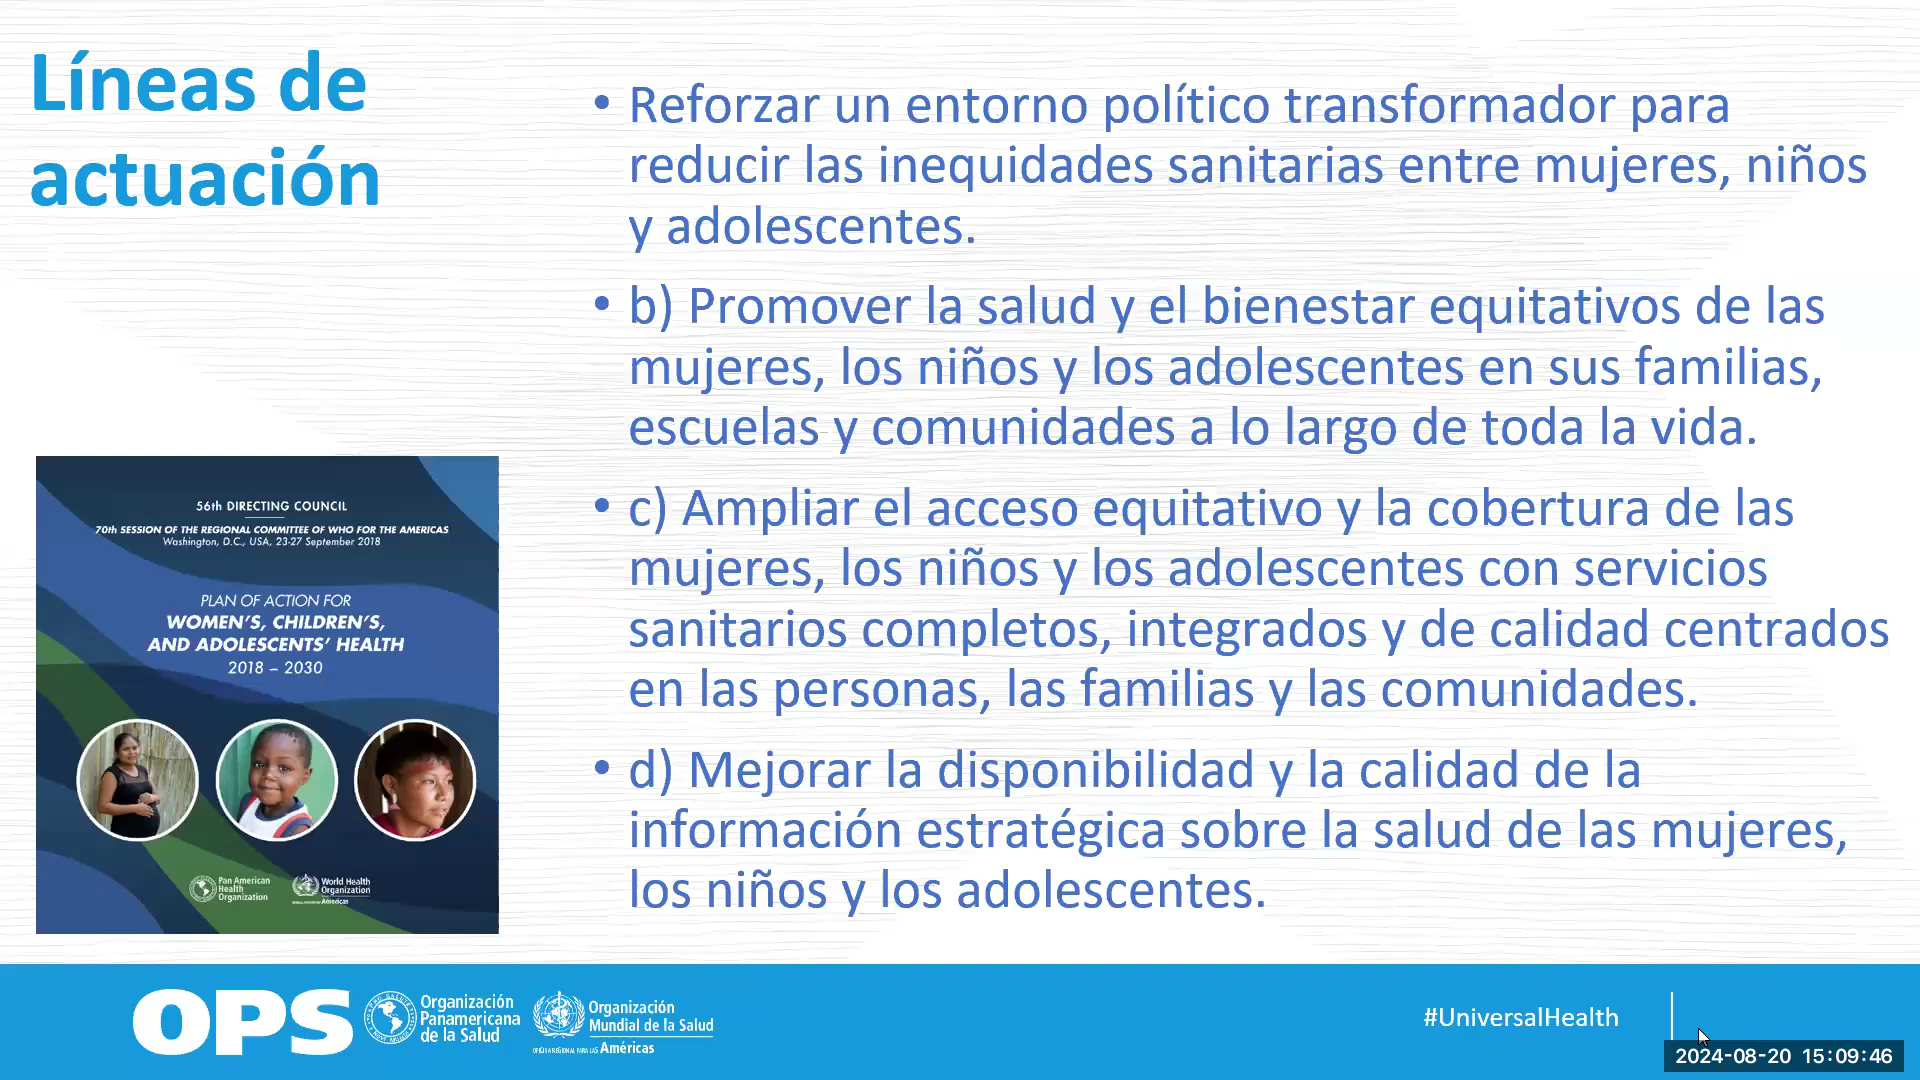 Líneas de
actuación
• Reforzar un entorno político transformador para
reducir las inequidades sanitarias entre mujeres, niños
y adolescentes.
• b) Promover la salud y el bienestar equitativos de las
mujeres, los niños y los adolescentes en sus familias,
escuelas y comunidades a lo largo de toda la vida.
• c) Ampliar el acceso equitativo y la cobertura de las
mujeres, los niños y los adolescentes con servicios
sanitarios completos, integrados y de calidad centrados
en las personas, las familias y las comunidades.
• d) Mejorar la disponibilidad y la calidad de la
información estratégica sobre la salud de las mujeres,
los niños y los adolescentes.
56th DIRECTING COUNCIL
70th SESSION OF THE REGIONAL COMMITTEE OF WHO FOR THE AMERICAS
Washington, D.C., USA, 23-27 September 2018
PLAN OF ACTION FOR
WOMEN'S, CHILDREN'S,
AND ADOLESCENTS' HEALTH
2018 – 2030
Pan American
Health
Organization
World Health
Organization
Americas
OPS
Organización
Panamericana
de la Salud
Organización
Mundial de la Salud
OFICINA REGIONAL PARA LAS Américas
#UniversalHealth
2024-08-20 15:09:46